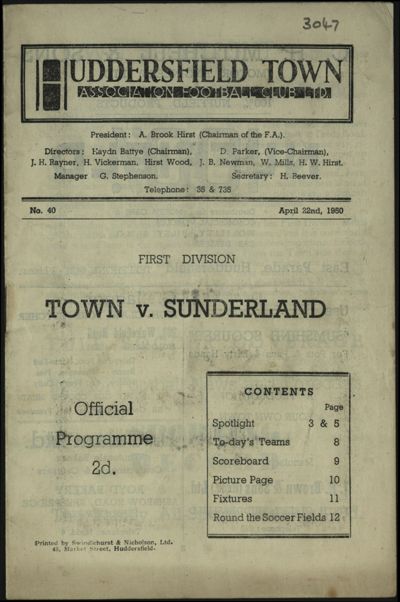 3047
HUDDERSFIELD TOWN
ASSOCIATION FOOTBALL CLUB LTD.
President: A. Brook Hirst (Chairman of the F.A.).
Directors: Haydn Battye (Chairman), D. Parker, (Vice-Chairman),
J. H. Rayner, H. Vickerman, Hirst Wood, J. B. Newman, W. Mills, H. W. Hirst.
Manager G. Stephenson. Secretary: H. Beever.
Telephone: 36 & 735
No. 40 April 22nd, 1950
FIRST DIVISION
TOWN v. SUNDERLAND
Official
Programme
2d.
CONTENTS
Page
Spotlight 3 & 5
To-day's Teams 8
Scoreboard 9
Picture Page 10
Fixtures 11
Round the Soccer Fields 12
Printed by Swindlehurst & Nicholson, Ltd.
45, Market Street, Huddersfield.